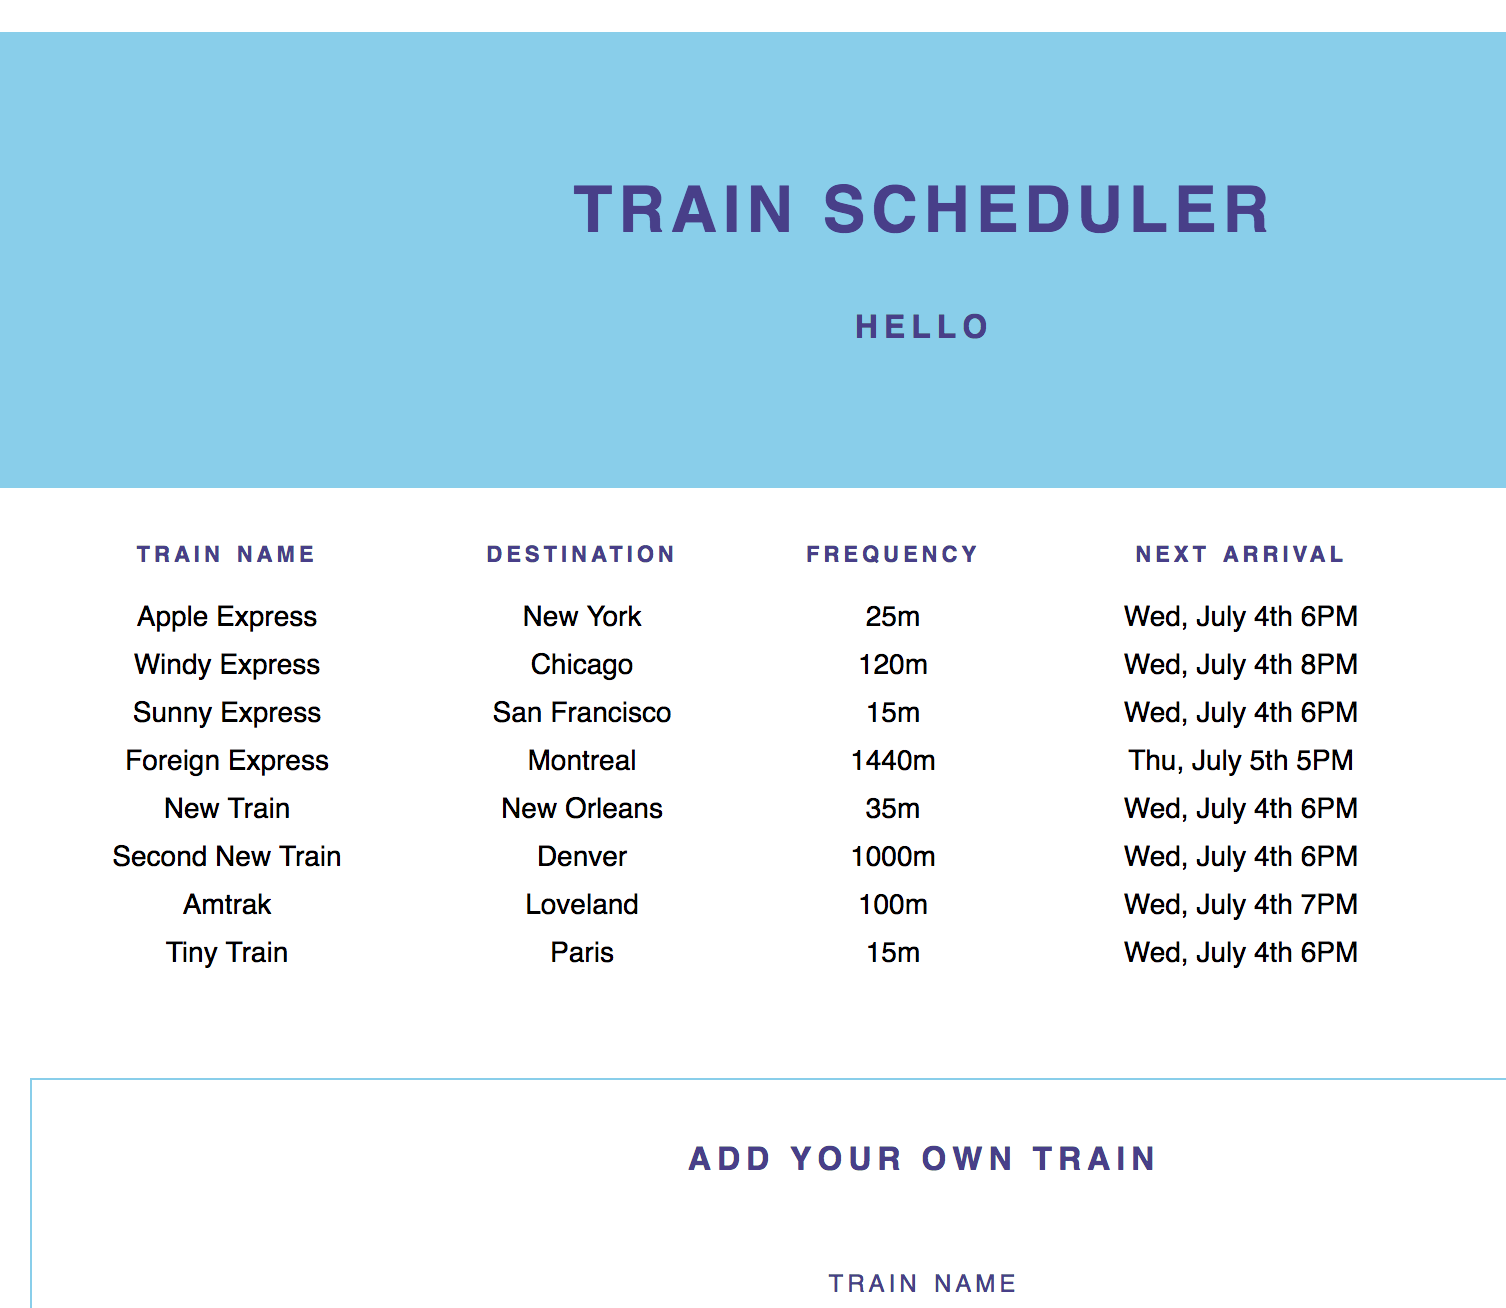 TRAIN SCHEDULER
HELLO
TRAIN NAME DESTINATION FREQUENCY NEXT ARRIVAL
Apple Express New York 25m Wed, July 4th 6PM
Windy Express Chicago 120m Wed, July 4th 8PM
Sunny Express San Francisco 15m Wed, July 4th 6PM
Foreign Express Montreal 1440m Thu, July 5th 5PM
New Train New Orleans 35m Wed, July 4th 6PM
Second New Train Denver 1000m Wed, July 4th 6PM
Amtrak Loveland 100m Wed, July 4th 7PM
Tiny Train Paris 15m Wed, July 4th 6PM
ADD YOUR OWN TRAIN
TRAIN NAME